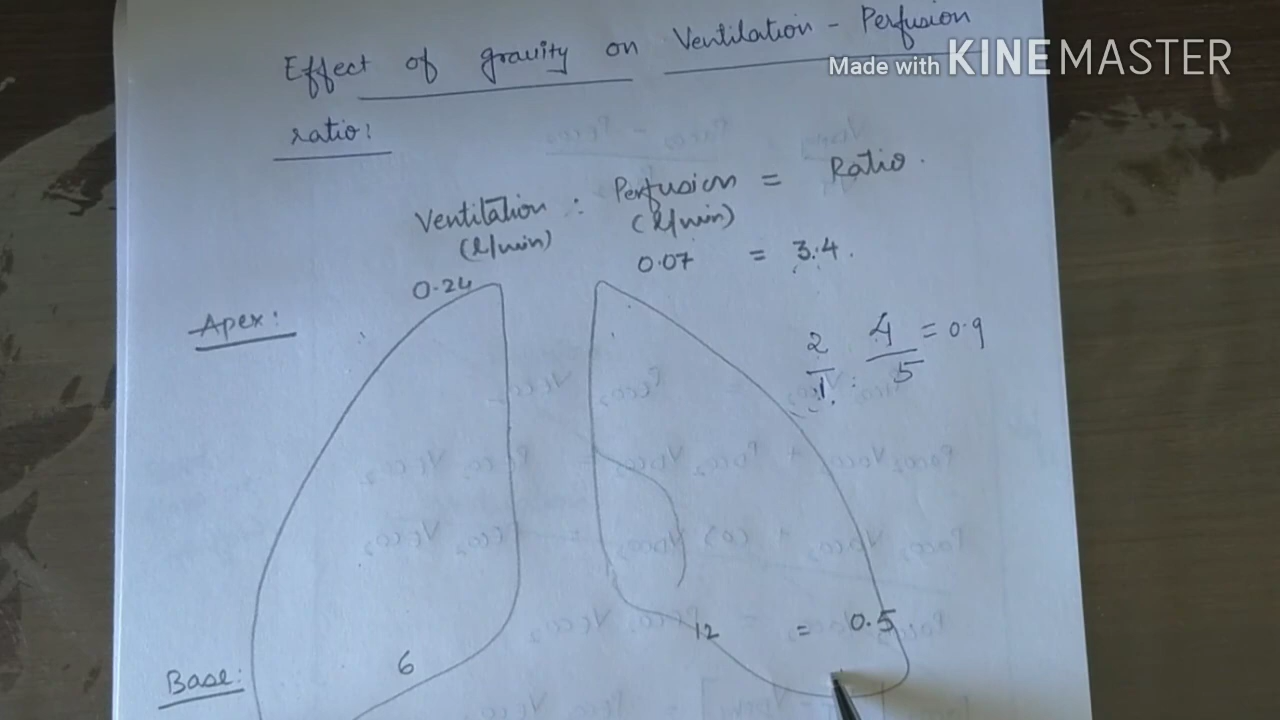 Effect of gravity on Ventilation - Perfusion
Made with KINEMASTER
ratio:
Ventilation : Perfusion = Ratio.
(l/min) (l/min)
0.24 0.07 = 3.4.
Apex:
2/1 : 4/5 = 0.9
6 12 = 0.5
Base: